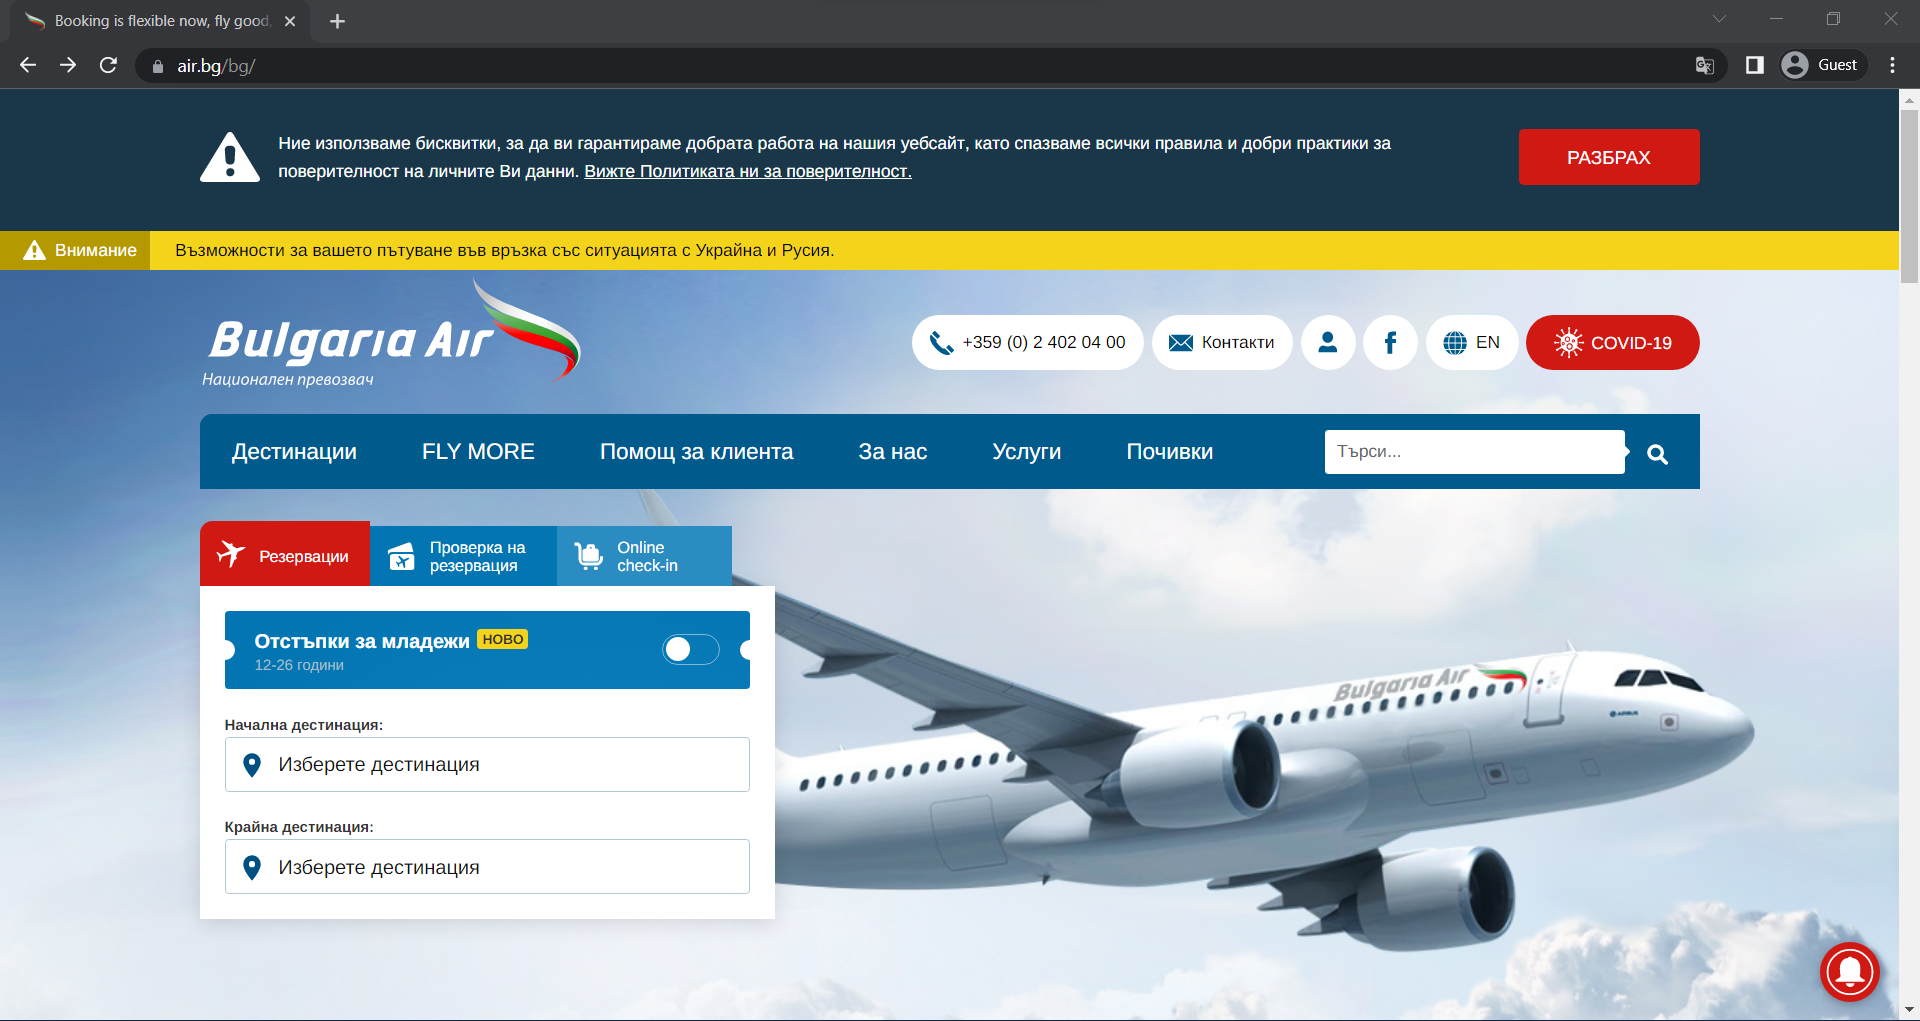 Booking is flexible now, fly good,
air.bg/bg/
Guest
Ние използваме бисквитки, за да ви гарантираме добрата работа на нашия уебсайт, като спазваме всички правила и добри практики за
поверителност на личните Ви данни. Вижте Политиката ни за поверителност.
РАЗБРАХ
Внимание
Възможности за вашето пътуване във връзка със ситуацията с Украйна и Русия.
Bulgaria Air
Национален превозвач
+359 (0) 2 402 04 00
Контакти
EN
COVID-19
Дестинации
FLY MORE
Помощ за клиента
За нас
Услуги
Почивки
Търси...
Резервации
Проверка на
резервация
Online
check-in
Отстъпки за младежи НОВО
12-26 години
Начална дестинация:
Изберете дестинация
Крайна дестинация:
Изберете дестинация
Bulgaria Air
AIRBUS